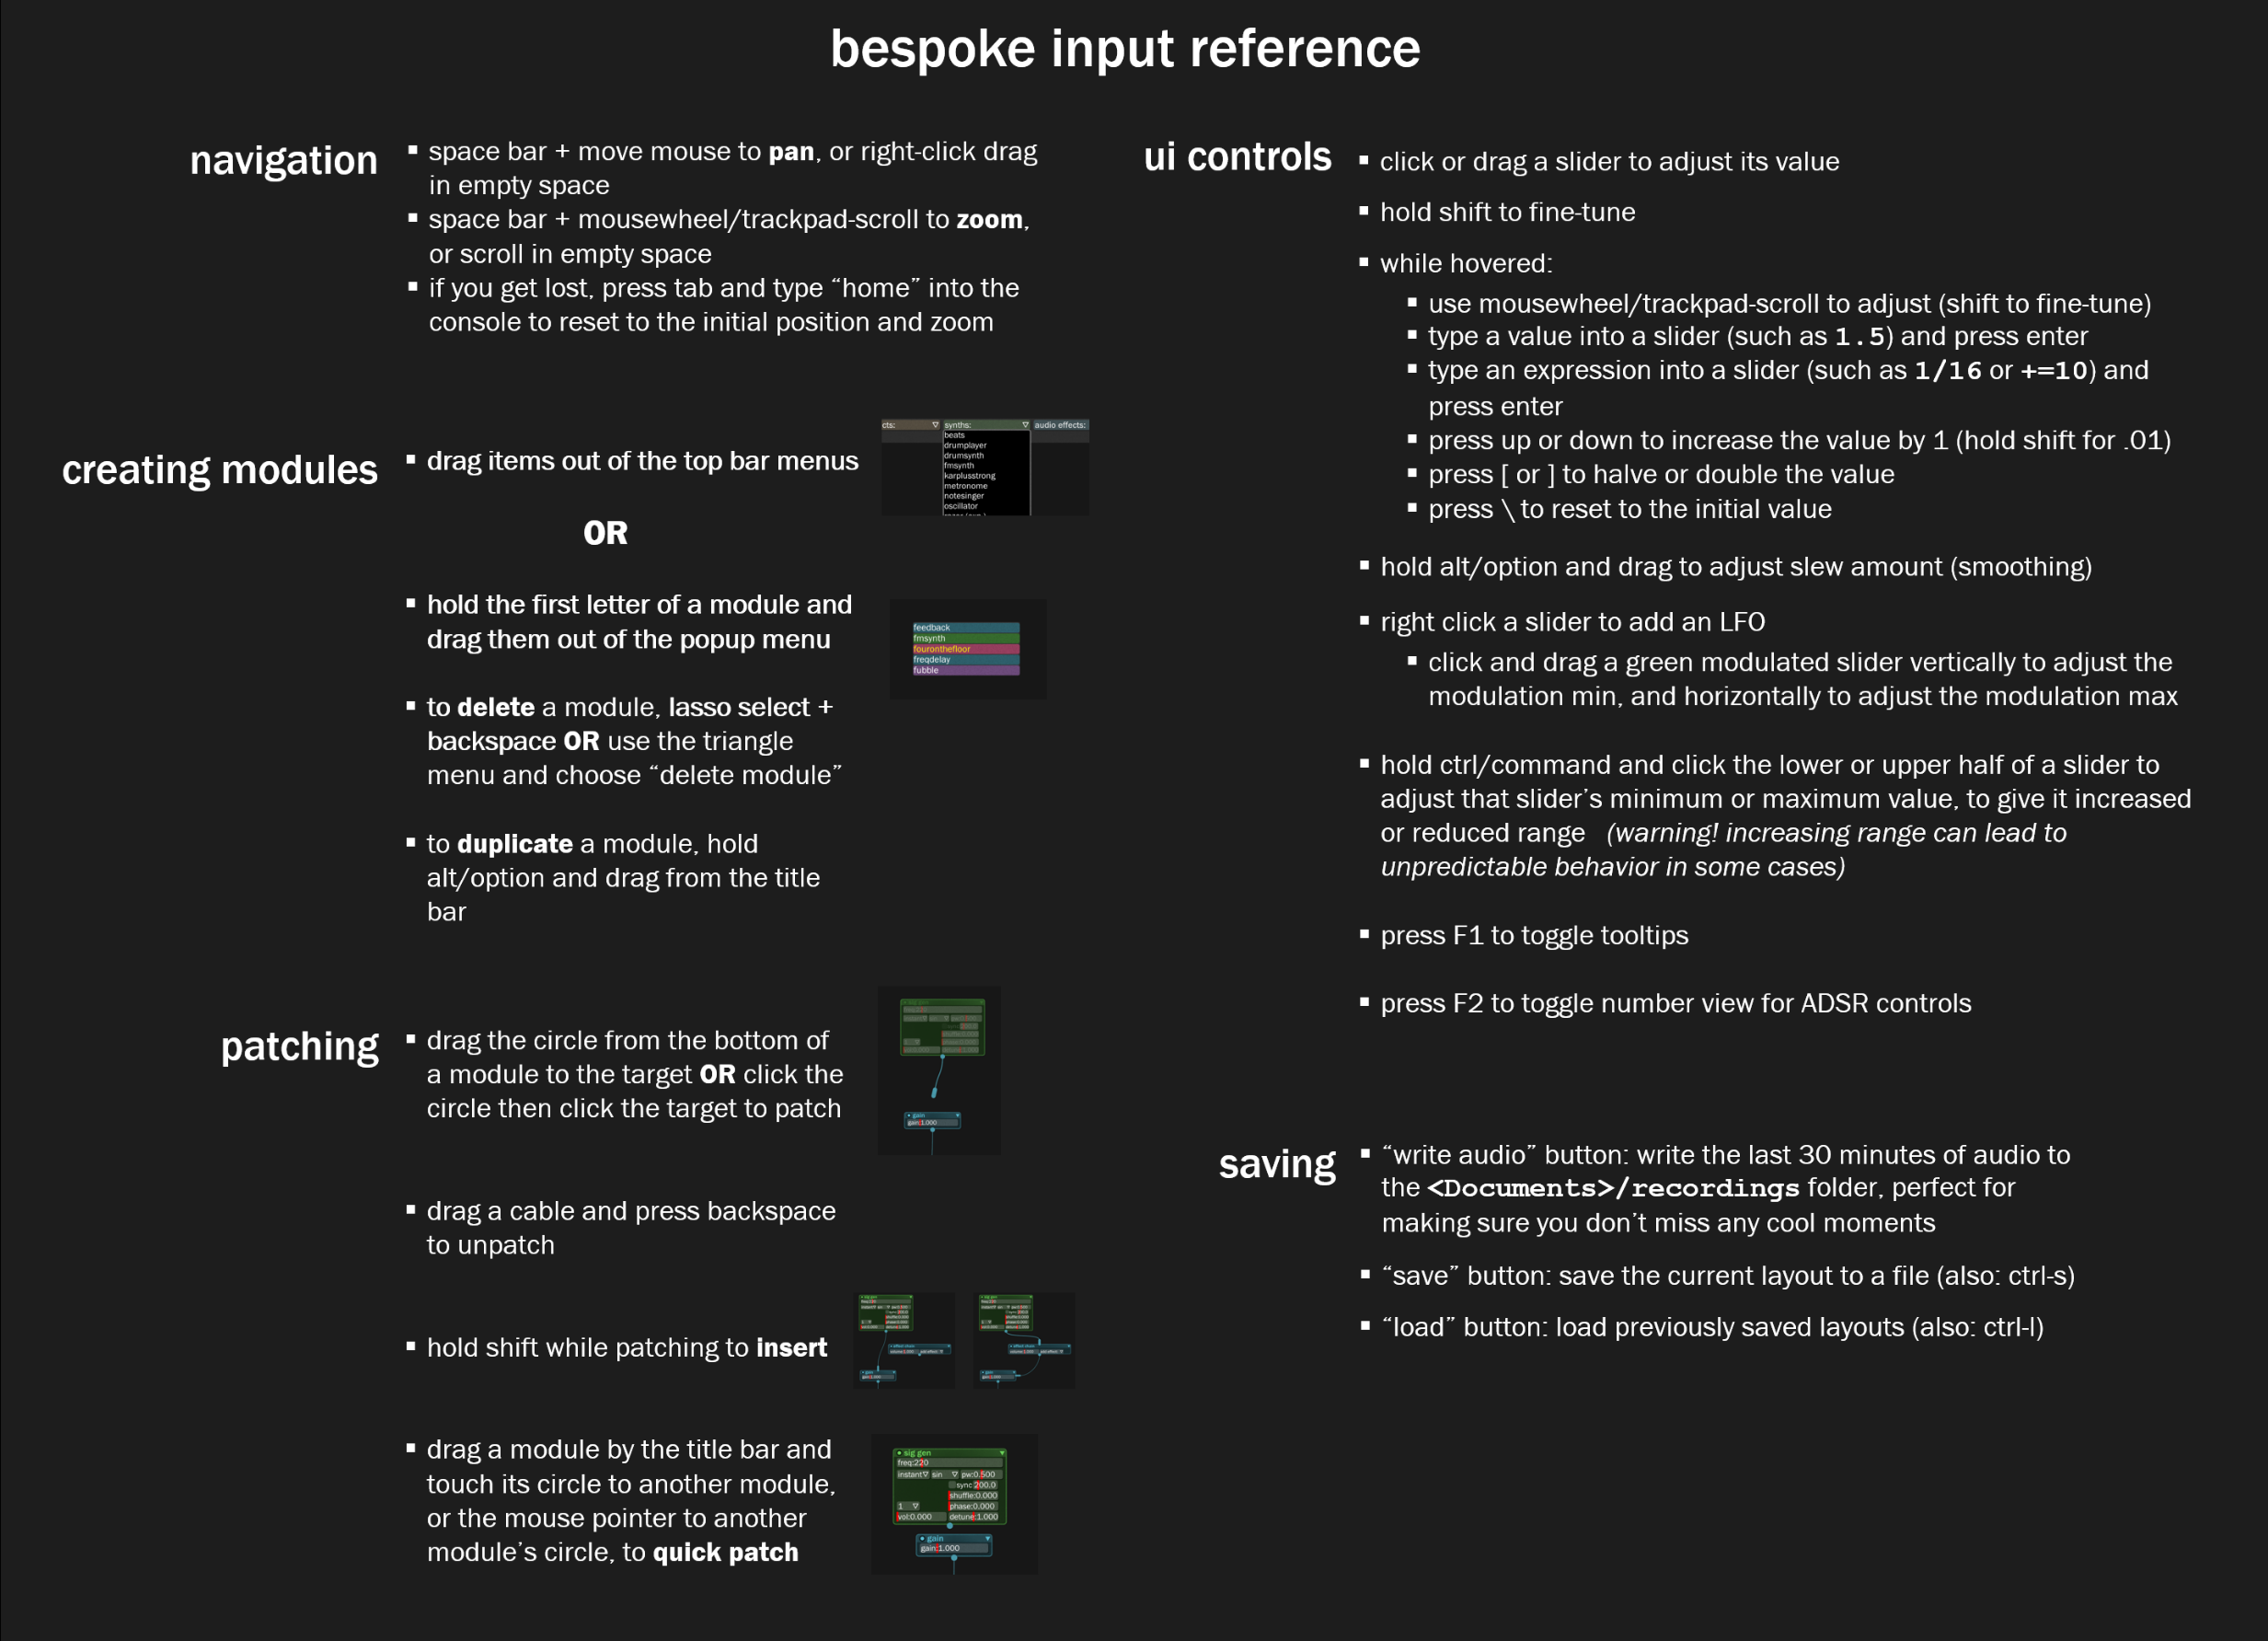 bespoke input reference
navigation
▪ space bar + move mouse to pan, or right-click drag
in empty space
▪ space bar + mousewheel/trackpad-scroll to zoom,
or scroll in empty space
▪ if you get lost, press tab and type “home” into the
console to reset to the initial position and zoom
creating modules
▪ drag items out of the top bar menus
cts:
synths:
audio effects:
beats
drumplayer
drumsynth
fmsynth
karplusstrong
metronome
notesinger
oscillator
OR
▪ hold the first letter of a module and
drag them out of the popup menu
feedback
fmsynth
fouronthefloor
freqdelay
fubble
▪ to delete a module, lasso select +
backspace OR use the triangle
menu and choose “delete module”
▪ to duplicate a module, hold
alt/option and drag from the title
bar
patching
▪ drag the circle from the bottom of
a module to the target OR click the
circle then click the target to patch
gain
gain:1.000
▪ drag a cable and press backspace
to unpatch
▪ hold shift while patching to insert
▪ drag a module by the title bar and
touch its circle to another module,
or the mouse pointer to another
module’s circle, to quick patch
sig gen
freq:220
instant sin pw:0.500
sync 200.0
shuffle:0.000
1 phase:0.000
vol:0.000 detune:1.000
gain
gain:1.000
ui controls
▪ click or drag a slider to adjust its value
▪ hold shift to fine-tune
▪ while hovered:
▪ use mousewheel/trackpad-scroll to adjust (shift to fine-tune)
▪ type a value into a slider (such as 1.5) and press enter
▪ type an expression into a slider (such as 1/16 or +=10) and
press enter
▪ press up or down to increase the value by 1 (hold shift for .01)
▪ press [ or ] to halve or double the value
▪ press \ to reset to the initial value
▪ hold alt/option and drag to adjust slew amount (smoothing)
▪ right click a slider to add an LFO
▪ click and drag a green modulated slider vertically to adjust the
modulation min, and horizontally to adjust the modulation max
▪ hold ctrl/command and click the lower or upper half of a slider to
adjust that slider’s minimum or maximum value, to give it increased
or reduced range (warning! increasing range can lead to
unpredictable behavior in some cases)
▪ press F1 to toggle tooltips
▪ press F2 to toggle number view for ADSR controls
saving
▪ “write audio” button: write the last 30 minutes of audio to
the <Documents>/recordings folder, perfect for
making sure you don’t miss any cool moments
▪ “save” button: save the current layout to a file (also: ctrl-s)
▪ “load” button: load previously saved layouts (also: ctrl-l)